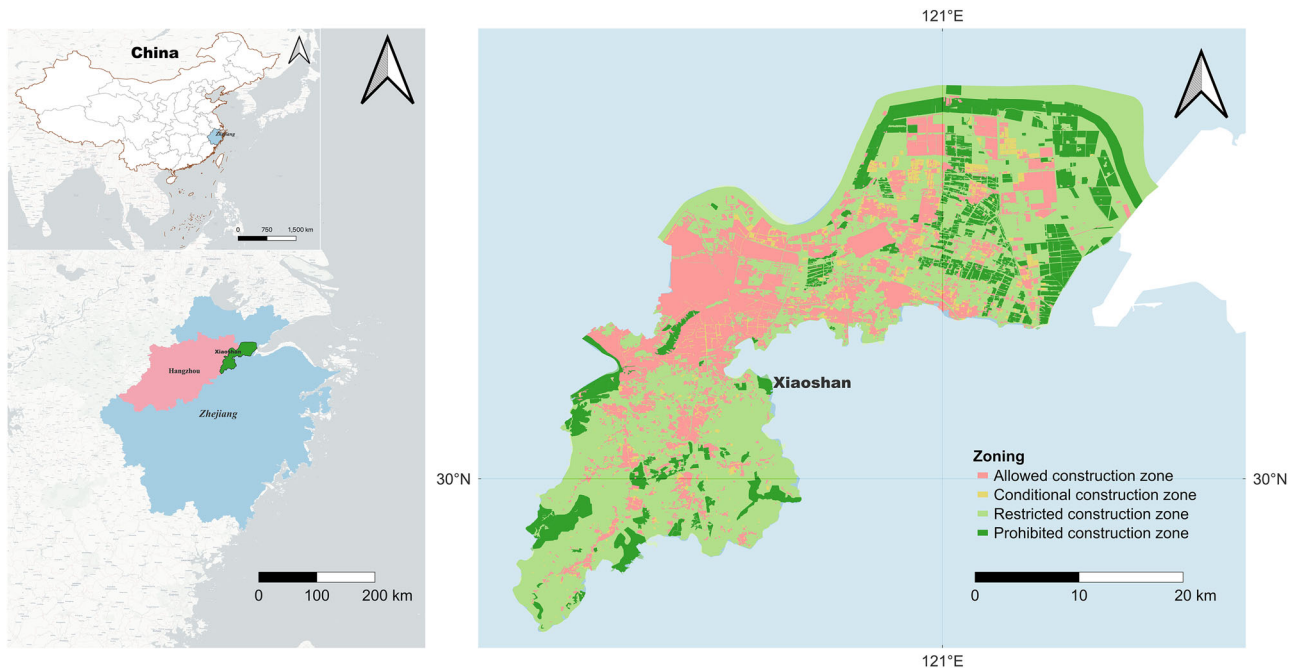 China
Zhejiang
0 750 1,500 km
Xiaoshan
Hangzhou
Zhejiang
0 100 200 km
121°E
Xiaoshan
30°N
30°N
Zoning
Allowed construction zone
Conditional construction zone
Restricted construction zone
Prohibited construction zone
0 10 20 km
121°E